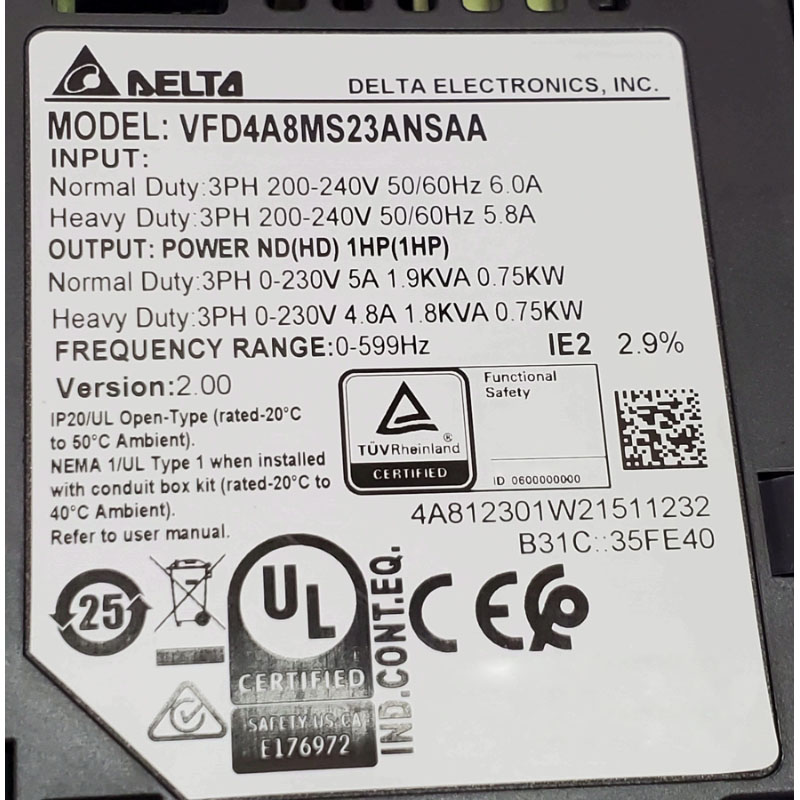 DELTA
DELTA ELECTRONICS, INC.
MODEL: VFD4A8MS23ANSAA
INPUT:
Normal Duty:3PH 200-240V 50/60Hz 6.0A
Heavy Duty:3PH 200-240V 50/60Hz 5.8A
OUTPUT: POWER ND(HD) 1HP(1HP)
Normal Duty:3PH 0-230V 5A 1.9KVA 0.75KW
Heavy Duty:3PH 0-230V 4.8A 1.8KVA 0.75KW
FREQUENCY RANGE:0-599Hz IE2 2.9%
Version:2.00
IP20/UL Open-Type (rated-20°C
to 50°C Ambient).
NEMA 1/UL Type 1 when installed
with conduit box kit (rated-20°C to
40°C Ambient).
Refer to user manual.
TÜVRheinland®
CERTIFIED
Functional
Safety
ID 0600000000
4A812301W21511232
B31C::35FE40
25
UL
CERTIFIED
SAFETY US CA
E176972
IND.CONT.EQ.
CE